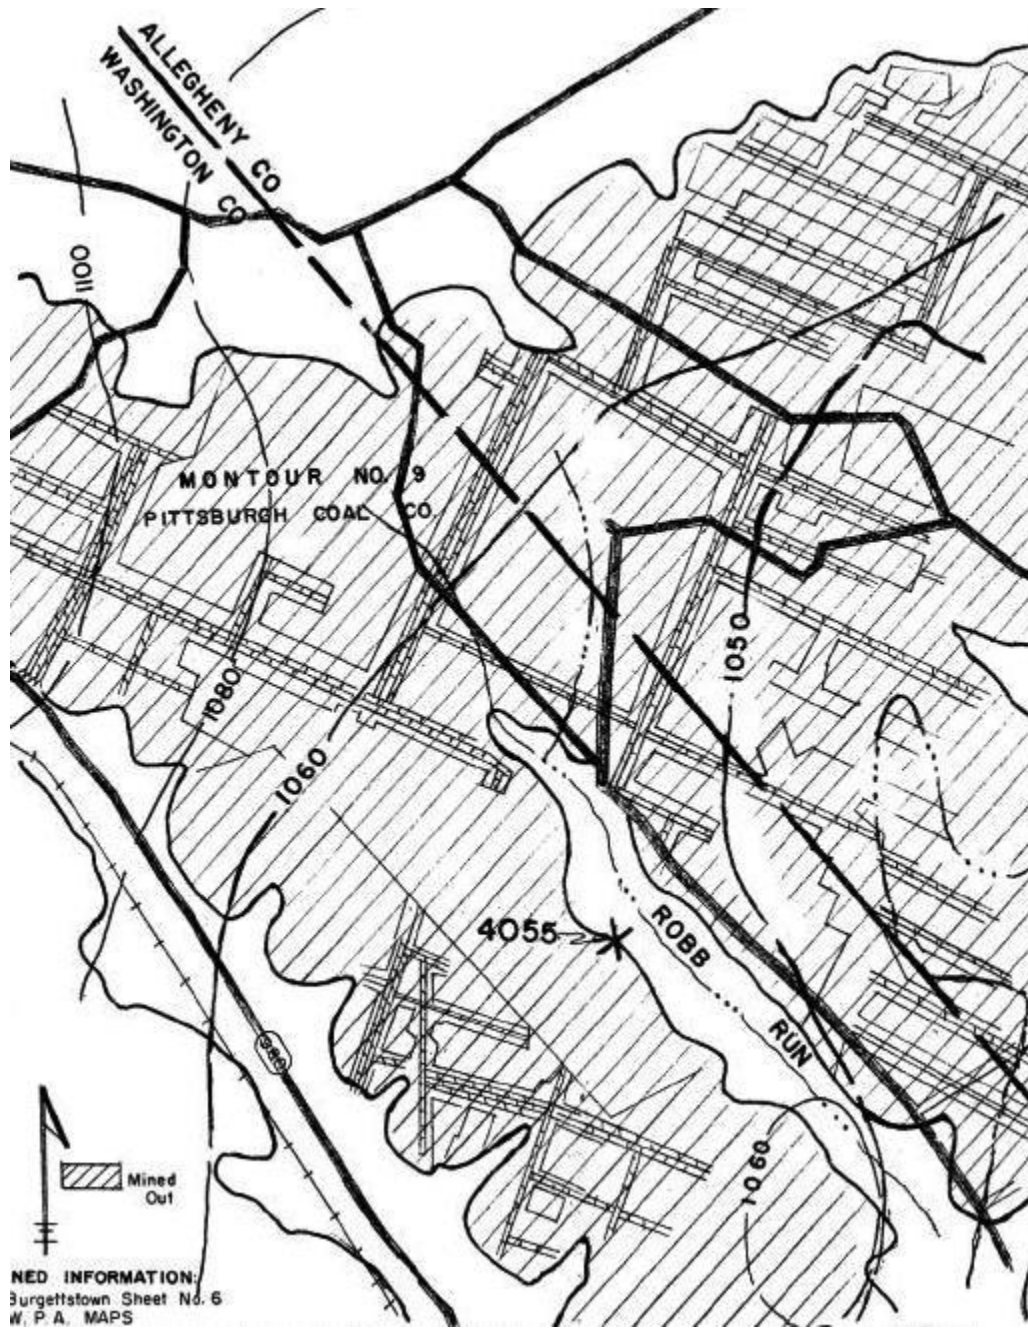 ALLEGHENY CO
WASHINGTON CO
1100
MONTOUR NO. 9
PITTSBURGH COAL CO.
1050
1080
1060
4055
ROBB RUN
980
1060
Mined
Out
NED INFORMATION:
Burgettstown Sheet No. 6
W. P. A. MAPS